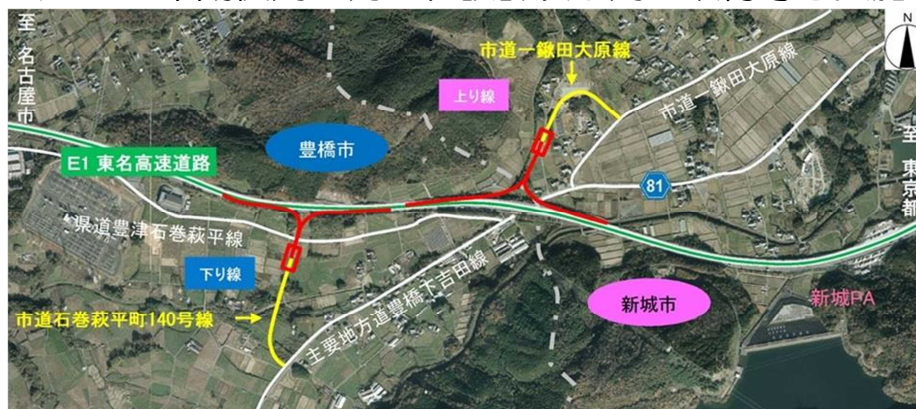 N
至 名古屋市
市道一鍬田大原線
市道一鍬田大原線
上り線
豊橋市
E1 東名高速道路
81
至 東京都
県道豊津石巻萩平線
下り線
新城市
新城PA
市道石巻萩平町140号線
主要地方道豊橋下吉田線